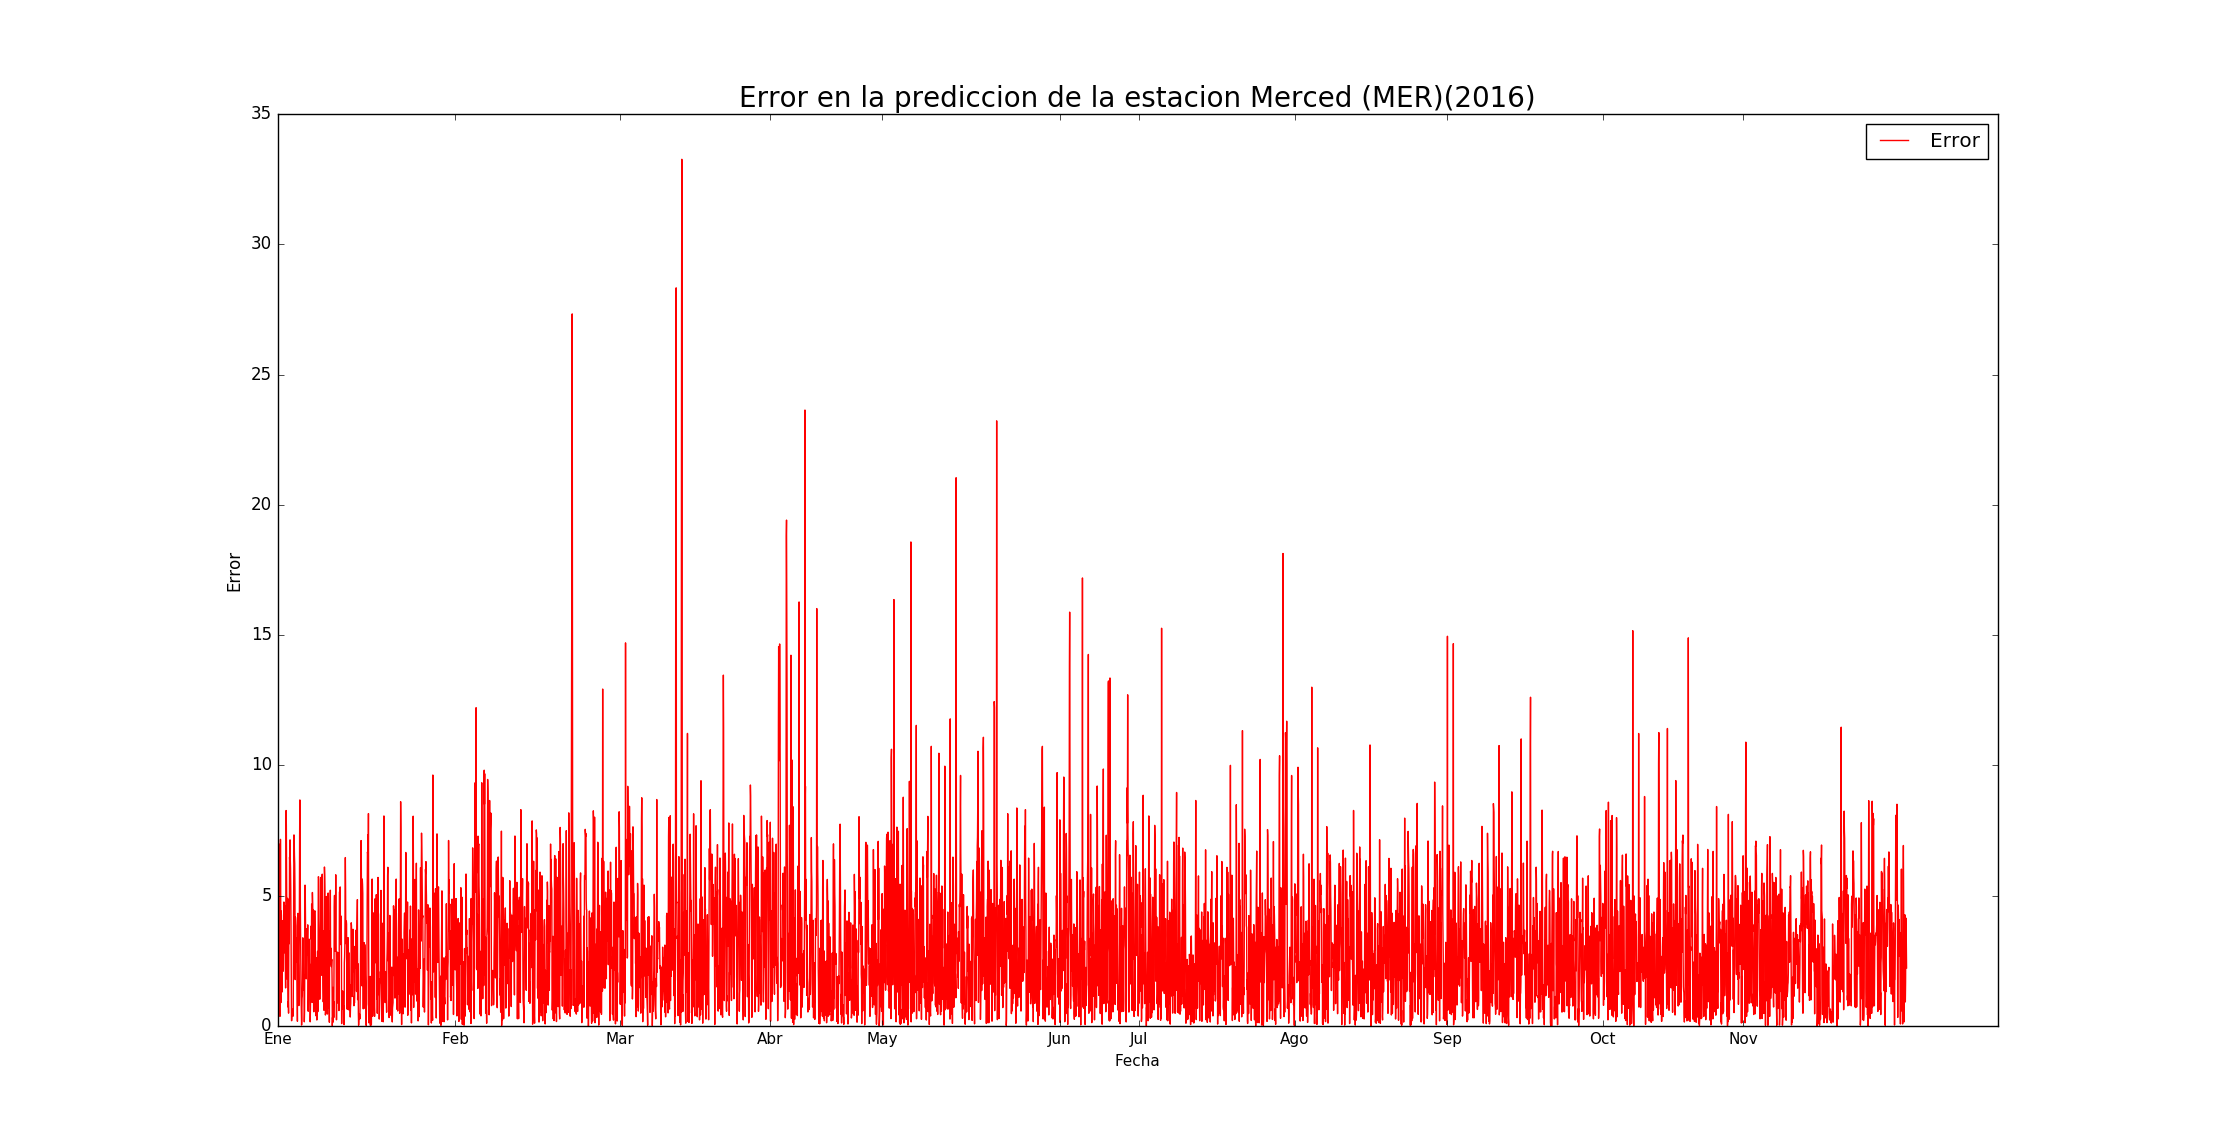 Error en la prediccion de la estacion Merced (MER)(2016)
35
Error
30
25
20
15
10
5
0
Error
Ene Feb Mar Abr May Jun Jul Ago Sep Oct Nov
Fecha